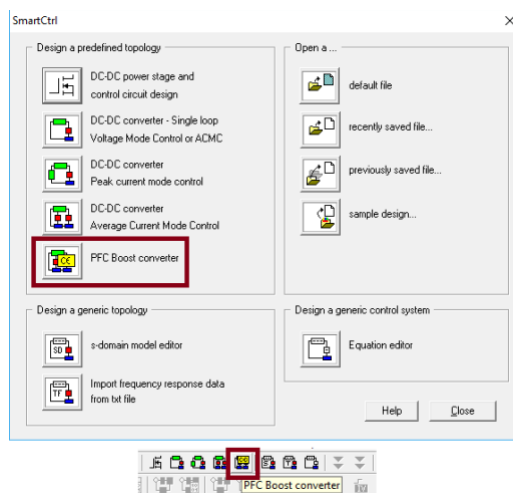 SmartCtrl
Design a predefined topology
DC-DC power stage and
control circuit design
DC-DC converter - Single loop
Voltage Mode Control or ACMC
DC-DC converter
Peak current mode control
DC-DC converter
Average Current Mode Control
CE
PFC Boost converter
Open a ...
default file
recently saved file...
previously saved file...
sample design...
Design a generic topology
SD
s-domain model editor
TF
Import frequency response data
from txt file
Design a generic control system
Equation editor
Help
Close
PFC Boost converter